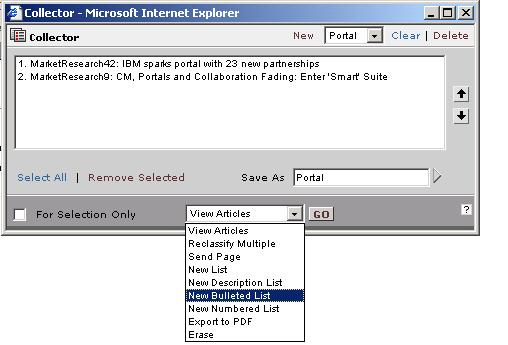 Collector - Microsoft Internet Explorer
Collector New Portal Clear | Delete
1. MarketResearch42: IBM sparks portal with 23 new partnerships
2. MarketResearch9: CM, Portals and Collaboration Fading: Enter 'Smart' Suite
Select All | Remove Selected Save As Portal
For Selection Only View Articles GO ?
View Articles
Reclassify Multiple
Send Page
New List
New Description List
New Bulleted List
New Numbered List
Export to PDF
Erase